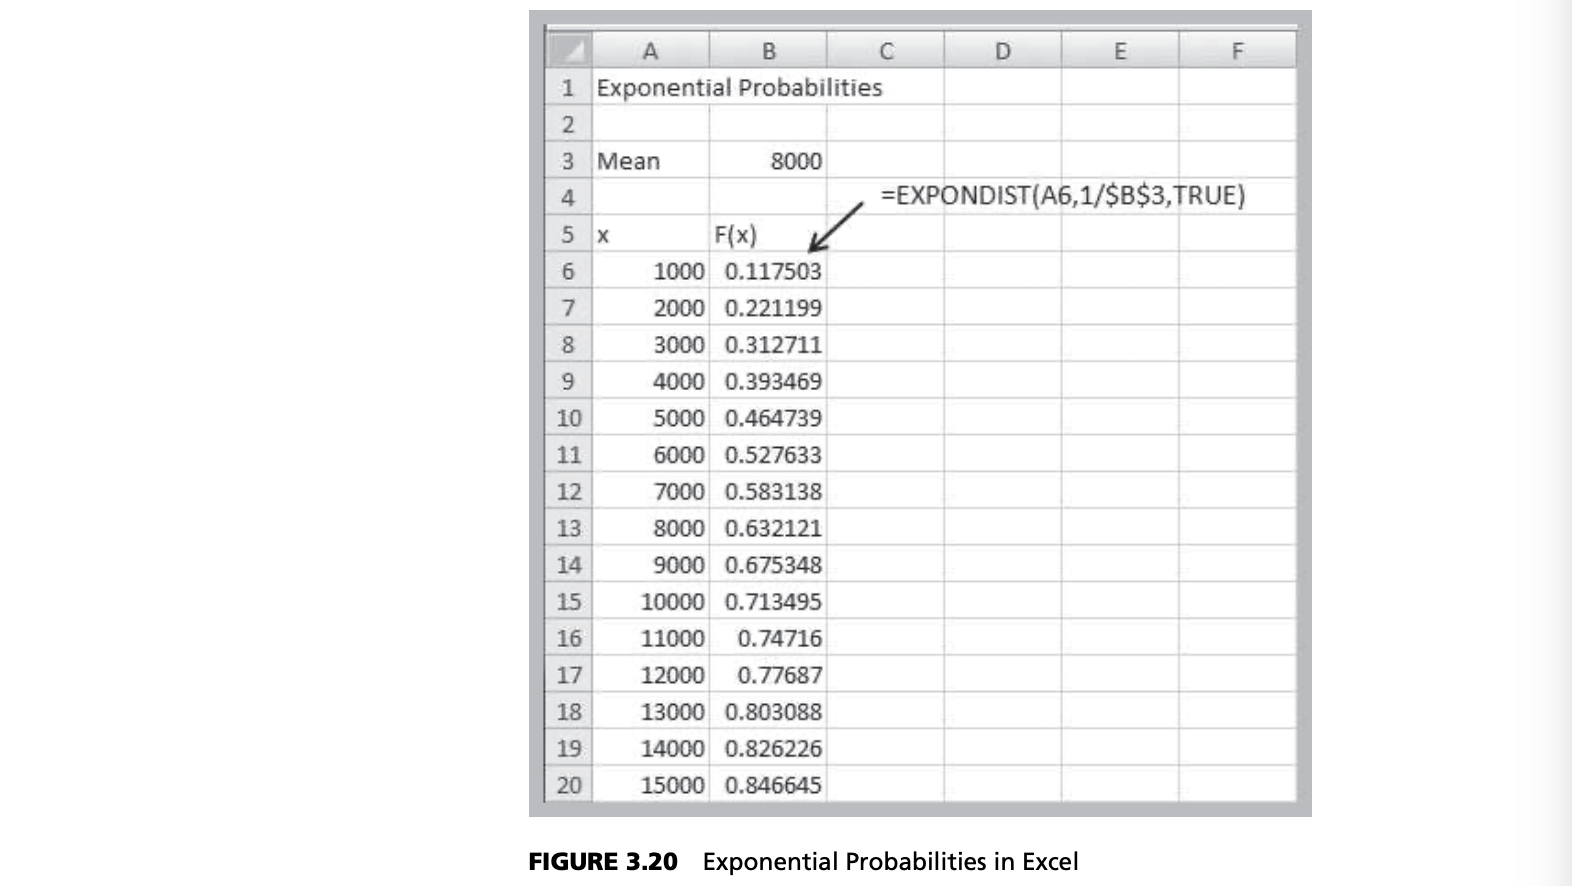 A B C D E F
1 Exponential Probabilities
2
3 Mean 8000
4 =EXPONDIST(A6,1/$B$3,TRUE)
5 x F(x)
6 1000 0.117503
7 2000 0.221199
8 3000 0.312711
9 4000 0.393469
10 5000 0.464739
11 6000 0.527633
12 7000 0.583138
13 8000 0.632121
14 9000 0.675348
15 10000 0.713495
16 11000 0.74716
17 12000 0.77687
18 13000 0.803088
19 14000 0.826226
20 15000 0.846645
FIGURE 3.20 Exponential Probabilities in Excel